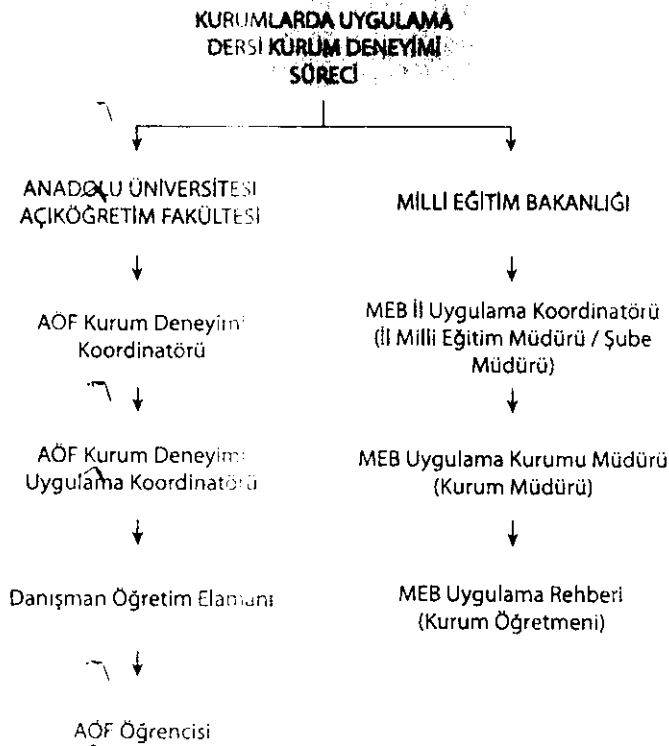 KURUMLARDA UYGULAMA
DERSİ KURUM DENEYİMİ
SÜRECİ
ANADOLU ÜNİVERSİTESİ
AÇIKÖĞRETİM FAKÜLTESİ
AÖF Kurum Deneyimi
Koordinatörü
AÖF Kurum Deneyimi
Uygulama Koordinatörü
Danışman Öğretim Elamanı
AÖF Öğrencisi
MİLLİ EĞİTİM BAKANLIĞI
MEB İl Uygulama Koordinatörü
(İl Milli Eğitim Müdürü / Şube
Müdürü)
MEB Uygulama Kurumu Müdürü
(Kurum Müdürü)
MEB Uygulama Rehberi
(Kurum Öğretmeni)